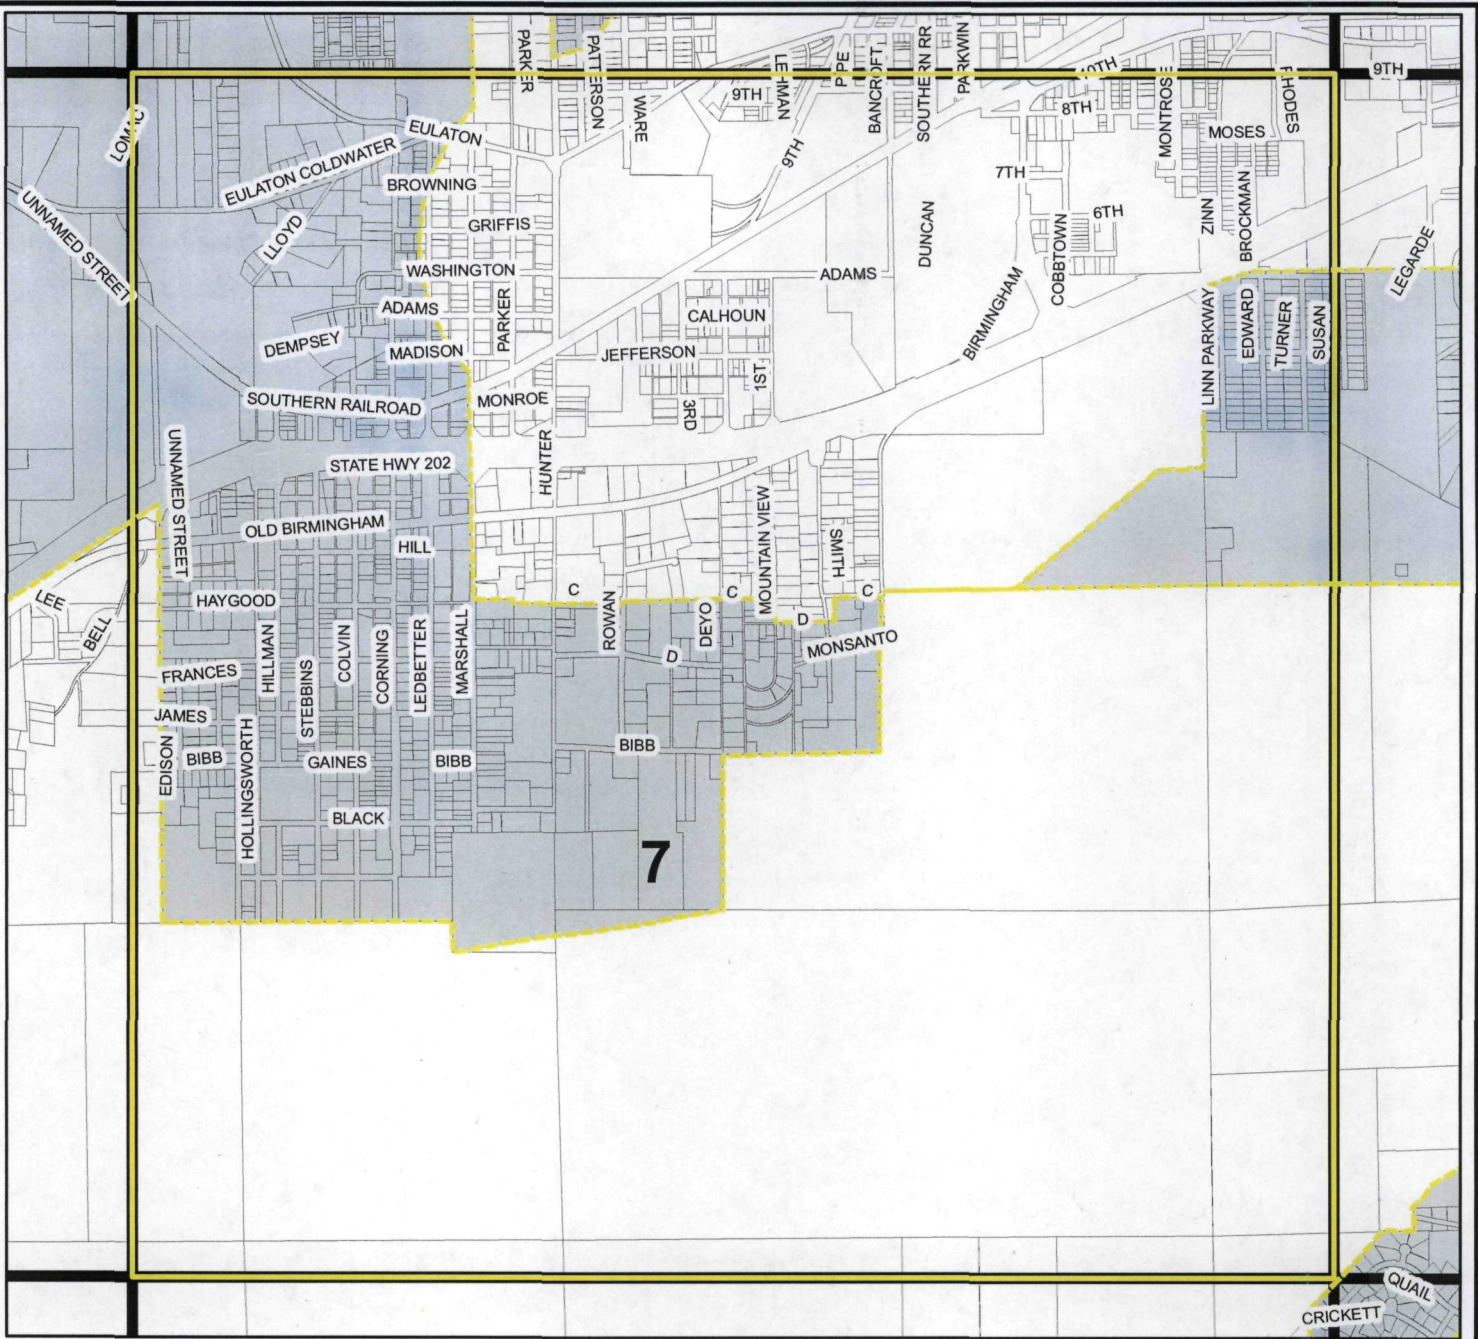 PARKER
PATTERSON
WARE
LEHMAN
PIPE
BANCROFT
SOUTHERN RR
PARKWIN
10TH
9TH
9TH
9TH
8TH
MONTROSE
RHODES
MOSES
LOMAC
EULATON
EULATON COLDWATER
BROWNING
7TH
UNNAMED STREET
LLOYD
GRIFFIS
DUNCAN
COBBTOWN
6TH
ZINN
BROCKMAN
LEGARDE
WASHINGTON
ADAMS
ADAMS
PARKER
CALHOUN
BIRMINGHAM
LINN PARKWAY
EDWARD
TURNER
SUSAN
DEMPSEY
MADISON
JEFFERSON
1ST
SOUTHERN RAILROAD
MONROE
3RD
UNNAMED STREET
STATE HWY 202
HUNTER
OLD BIRMINGHAM
HILL
MOUNTAIN VIEW
SMITH
LEE
HAYGOOD
C
C
C
BELL
ROWAN
DEYO
D
D
MONSANTO
FRANCES
HILLMAN
STEBBINS
COLVIN
CORNING
LEDBETTER
MARSHALL
JAMES
EDISON
BIBB
HOLLINGSWORTH
GAINES
BIBB
BIBB
BLACK
7
QUAIL
CRICKETT